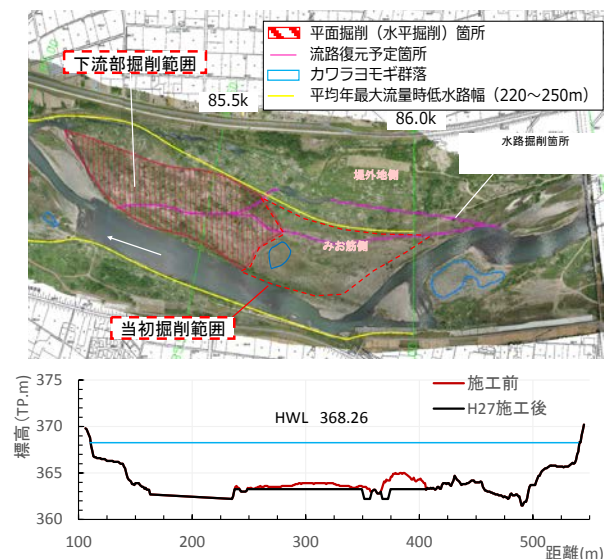 平面掘削（水平掘削）箇所
流路復元予定箇所
カワラヨモギ群落
平均年最大流量時低水路幅（220～250m）
下流部掘削範囲
85.5k
86.0k
水路掘削箇所
堤外地側
みお筋側
当初掘削範囲
標高（TP.m）
375
370
365
360
HWL 368.26
施工前
H27施工後
100
200
300
400
500
距離(m)